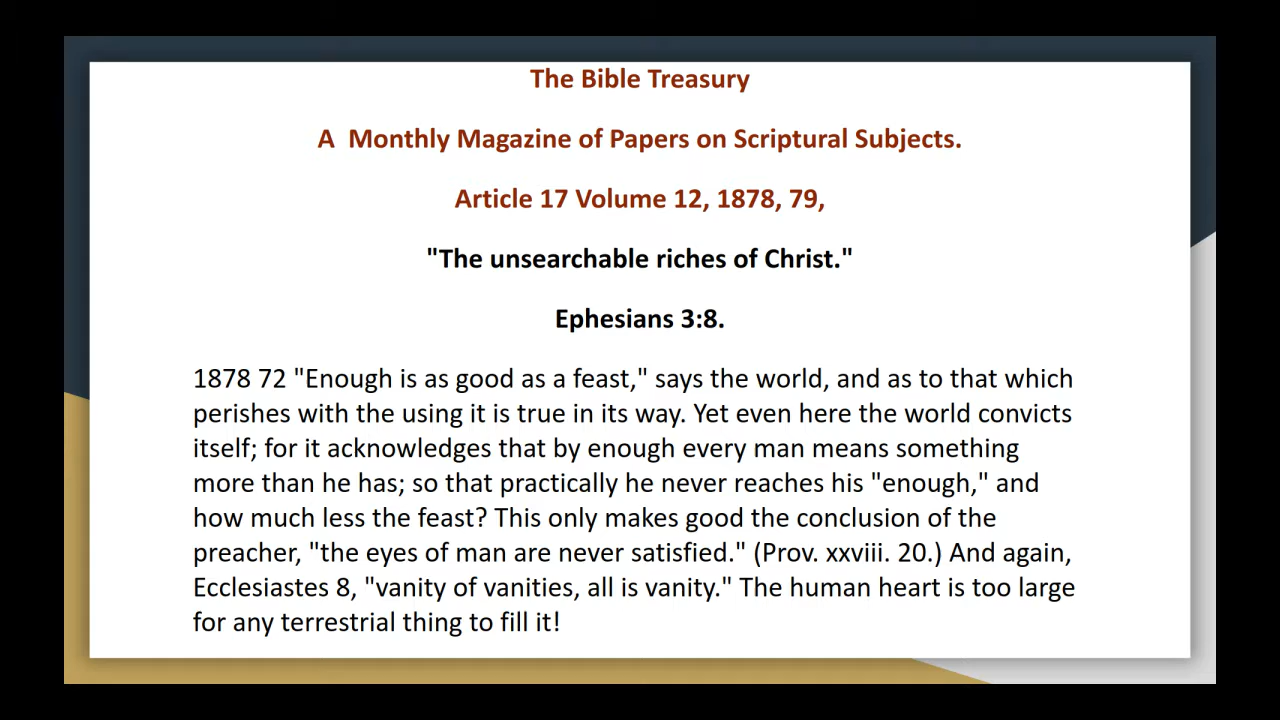 The Bible Treasury
A  Monthly Magazine of Papers on Scriptural Subjects.
Article 17 Volume 12, 1878, 79,
"The unsearchable riches of Christ."
Ephesians 3:8.
1878 72 "Enough is as good as a feast," says the world, and as to that which
perishes with the using it is true in its way. Yet even here the world convicts
itself; for it acknowledges that by enough every man means something
more than he has; so that practically he never reaches his "enough," and
how much less the feast? This only makes good the conclusion of the
preacher, "the eyes of man are never satisfied." (Prov. xxviii. 20.) And again,
Ecclesiastes 8, "vanity of vanities, all is vanity." The human heart is too large
for any terrestrial thing to fill it!